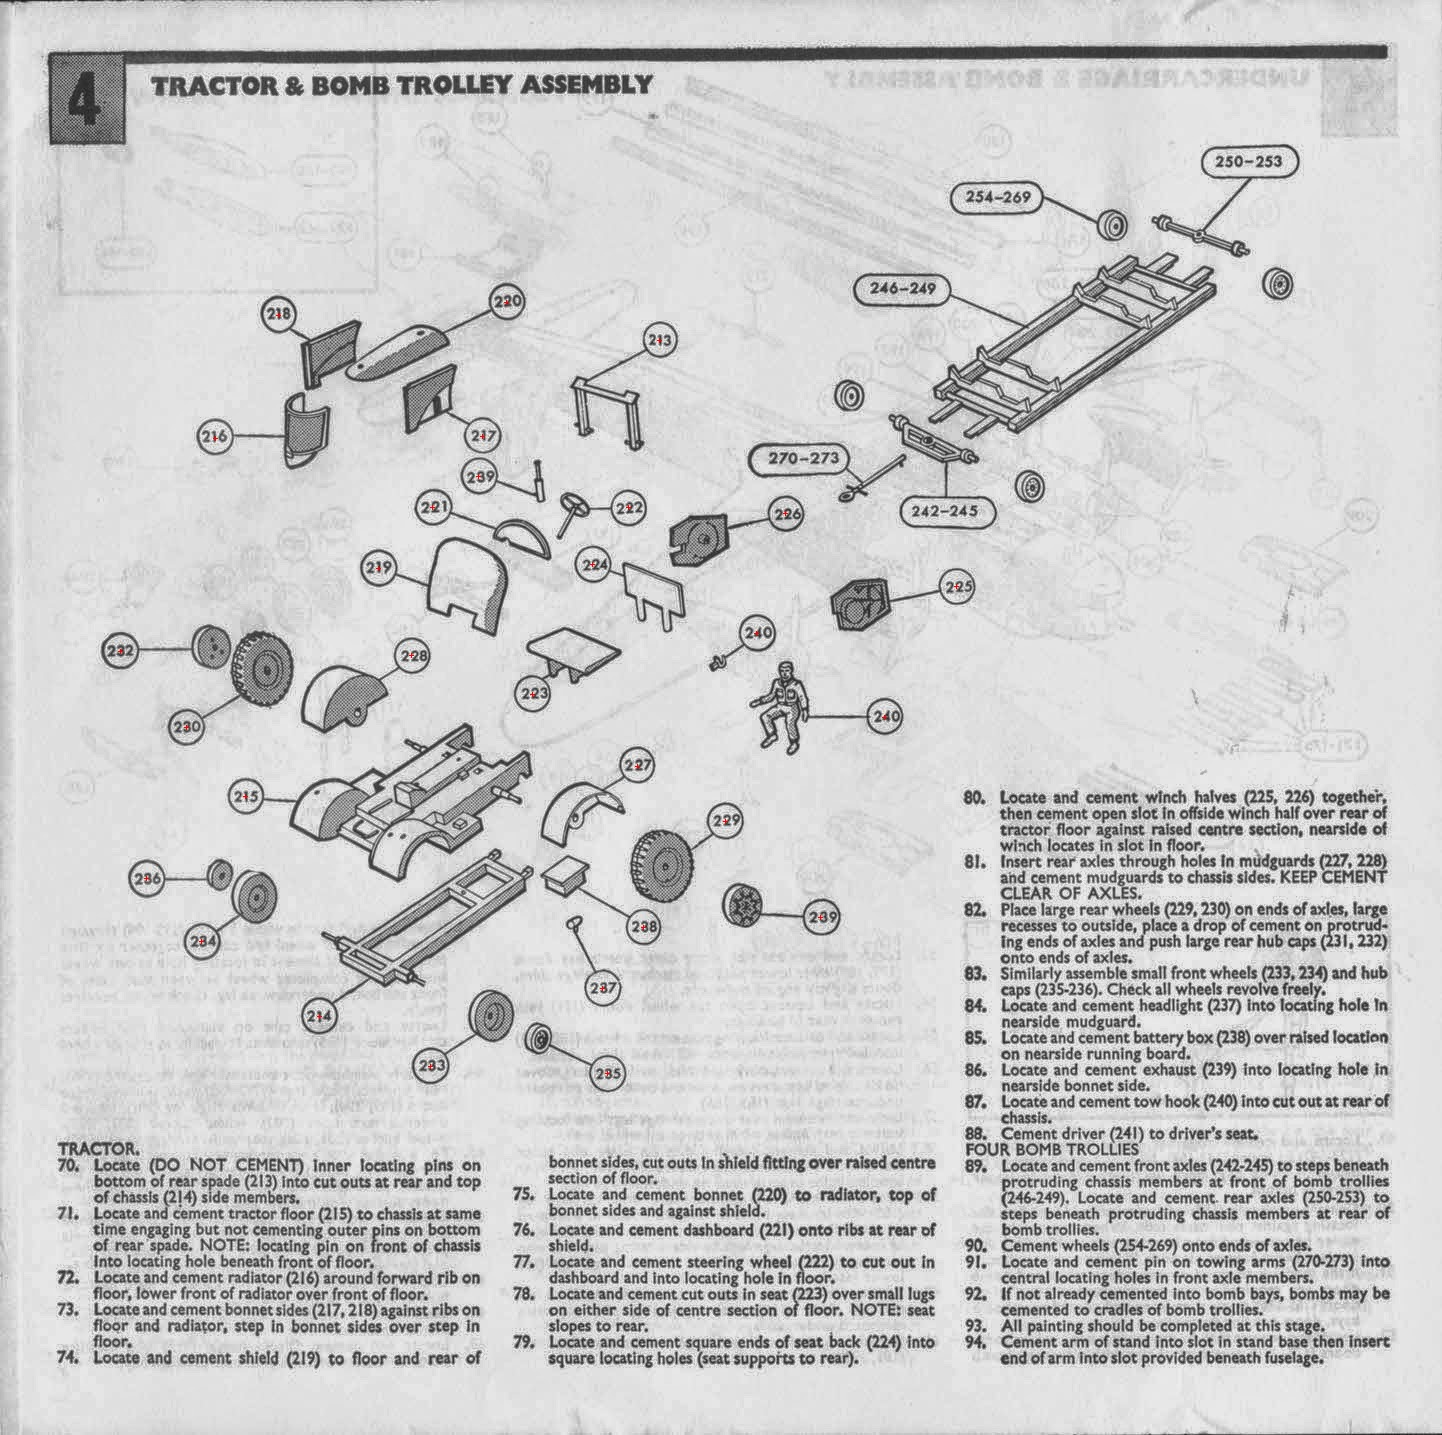 4
TRACTOR & BOMB TROLLEY ASSEMBLY
250-253
254-269
246-249
218
220
213
216
217
270-273
239
242-245
221
222
226
219
224
225
232
228
240
223
230
240
227
215
229
236
234
238
239
237
214
233
235
TRACTOR.
70. Locate (DO NOT CEMENT) inner locating pins on
bottom of rear spade (213) into cut outs at rear and top
of chassis (214) side members.
71. Locate and cement tractor floor (215) to chassis at same
time engaging but not cementing outer pins on bottom
of rear spade. NOTE: locating pin on front of chassis
into locating hole beneath front of floor.
72. Locate and cement radiator (216) around forward rib on
floor, lower front of radiator over front of floor.
73. Locate and cement bonnet sides (217, 218) against ribs on
floor and radiator, step in bonnet sides over step in
floor.
74. Locate and cement shield (219) to floor and rear of
bonnet sides, cut outs in shield fitting over raised centre
section of floor.
75. Locate and cement bonnet (220) to radiator, top of
bonnet sides and against shield.
76. Locate and cement dashboard (221) onto ribs at rear of
shield.
77. Locate and cement steering wheel (222) to cut out in
dashboard and into locating hole in floor.
78. Locate and cement cut outs in seat (223) over small lugs
on either side of centre section of floor. NOTE: seat
slopes to rear.
79. Locate and cement square ends of seat back (224) into
square locating holes (seat supports to rear).
80. Locate and cement winch halves (225, 226) together,
then cement open slot in offside winch half over rear of
tractor floor against raised centre section, nearside of
winch locates in slot in floor.
81. Insert rear axles through holes in mudguards (227, 228)
and cement mudguards to chassis sides. KEEP CEMENT
CLEAR OF AXLES.
82. Place large rear wheels (229, 230) on ends of axles, large
recesses to outside, place a drop of cement on protrud-
ing ends of axles and push large rear hub caps (231, 232)
onto ends of axles.
83. Similarly assemble small front wheels (233, 234) and hub
caps (235-236). Check all wheels revolve freely.
84. Locate and cement headlight (237) into locating hole in
nearside mudguard.
85. Locate and cement battery box (238) over raised location
on nearside running board.
86. Locate and cement exhaust (239) into locating hole in
nearside bonnet side.
87. Locate and cement tow hook (240) into cut out at rear of
chassis.
88. Cement driver (241) to driver's seat.
FOUR BOMB TROLLIES
89. Locate and cement front axles (242-245) to steps beneath
protruding chassis members at front of bomb trollies
(246-249). Locate and cement rear axles (250-253) to
steps beneath protruding chassis members at rear of
bomb trollies.
90. Cement wheels (254-269) onto ends of axles.
91. Locate and cement pin on towing arms (270-273) into
central locating holes in front axle members.
92. If not already cemented into bomb bays, bombs may be
cemented to cradles of bomb trollies.
93. All painting should be completed at this stage.
94. Cement arm of stand into slot in stand base then insert
end of arm into slot provided beneath fuselage.